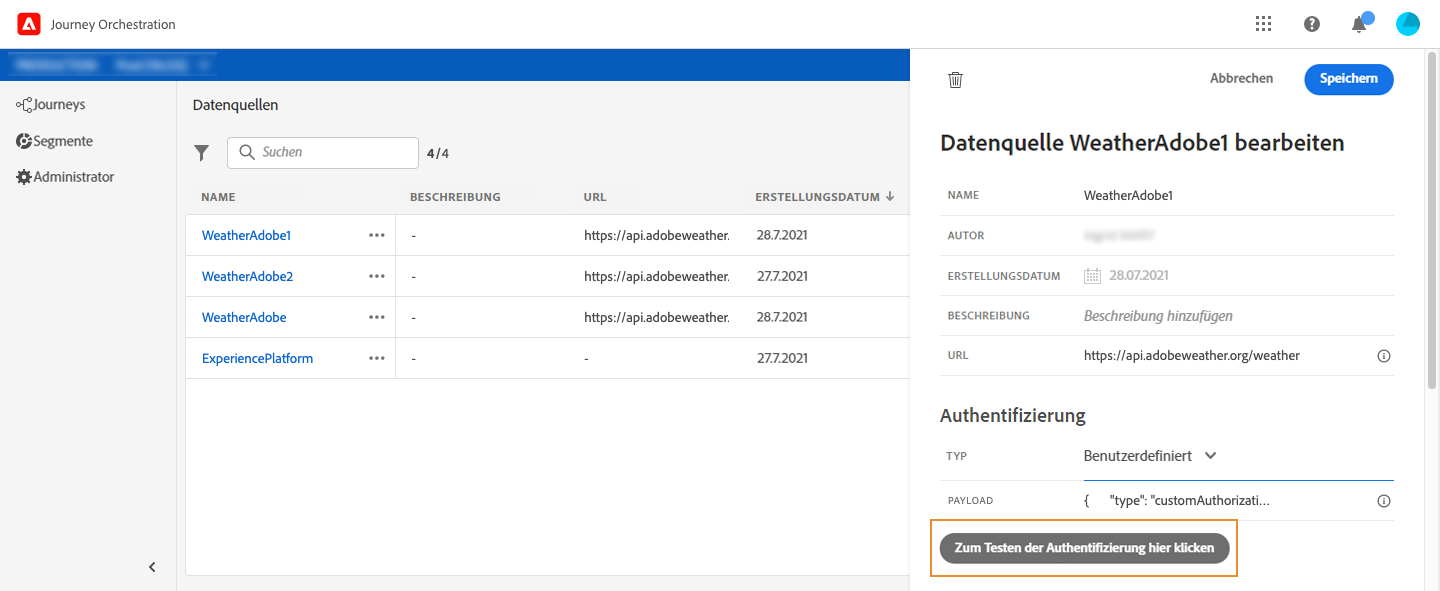 Journey Orchestration
Journeys
Segmente
Administrator
Datenquellen
Suchen
4/4
NAME BESCHREIBUNG URL ERSTELLUNGSDATUM
WeatherAdobe1 ••• - https://api.adobeweather. 28.7.2021
WeatherAdobe2 ••• - https://api.adobeweather. 27.7.2021
WeatherAdobe ••• - https://api.adobeweather. 28.7.2021
ExperiencePlatform ••• - - 27.7.2021
Abbrechen Speichern
Datenquelle WeatherAdobe1 bearbeiten
NAME WeatherAdobe1
AUTOR
ERSTELLUNGSDATUM 28.07.2021
BESCHREIBUNG Beschreibung hinzufügen
URL https://api.adobeweather.org/weather
Authentifizierung
TYP Benutzerdefiniert
PAYLOAD { "type": "customAuthorizati...
Zum Testen der Authentifizierung hier klicken